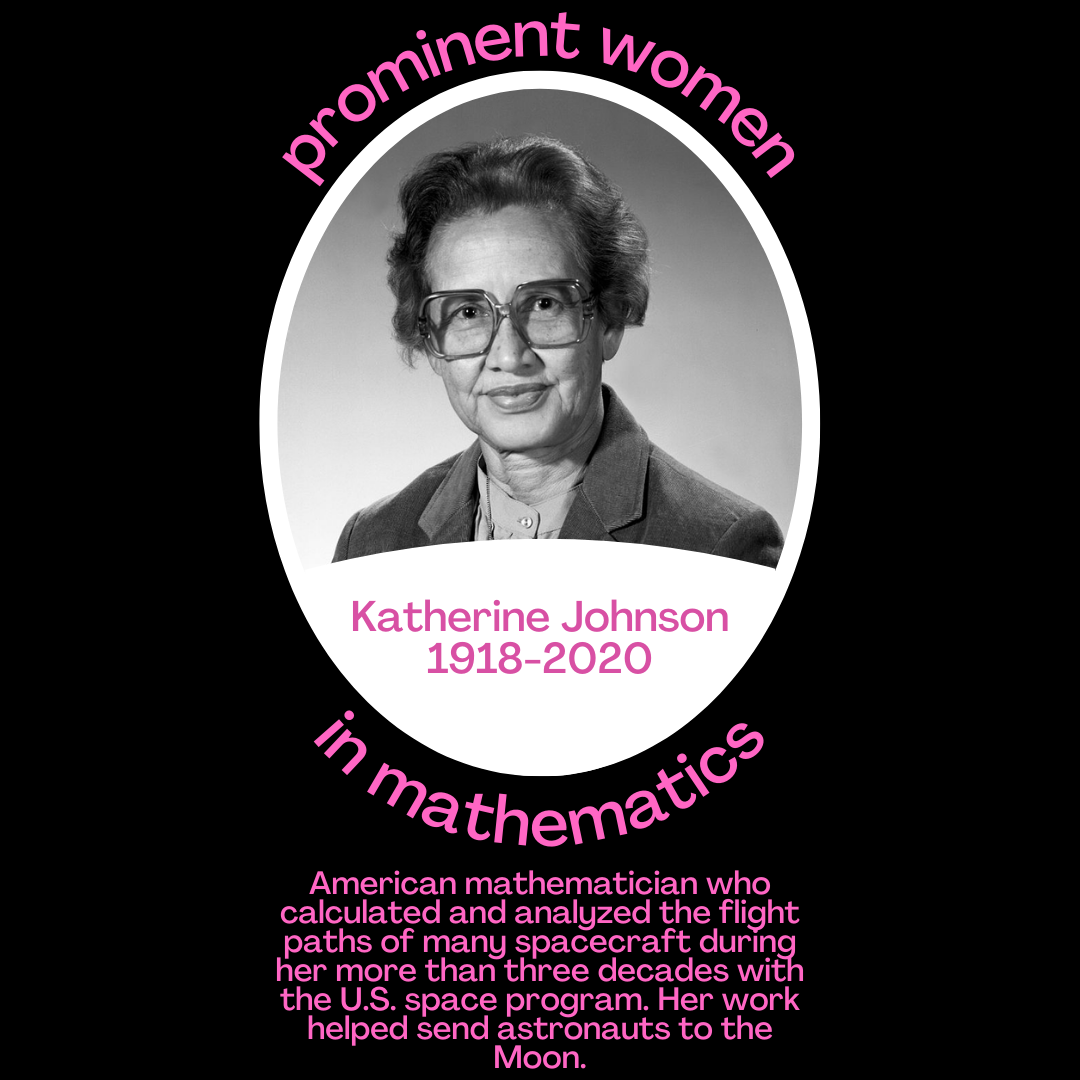 prominent women
Katherine Johnson
1918-2020
in mathematics
American mathematician who
calculated and analyzed the flight
paths of many spacecraft during
her more than three decades with
the U.S. space program. Her work
helped send astronauts to the
Moon.